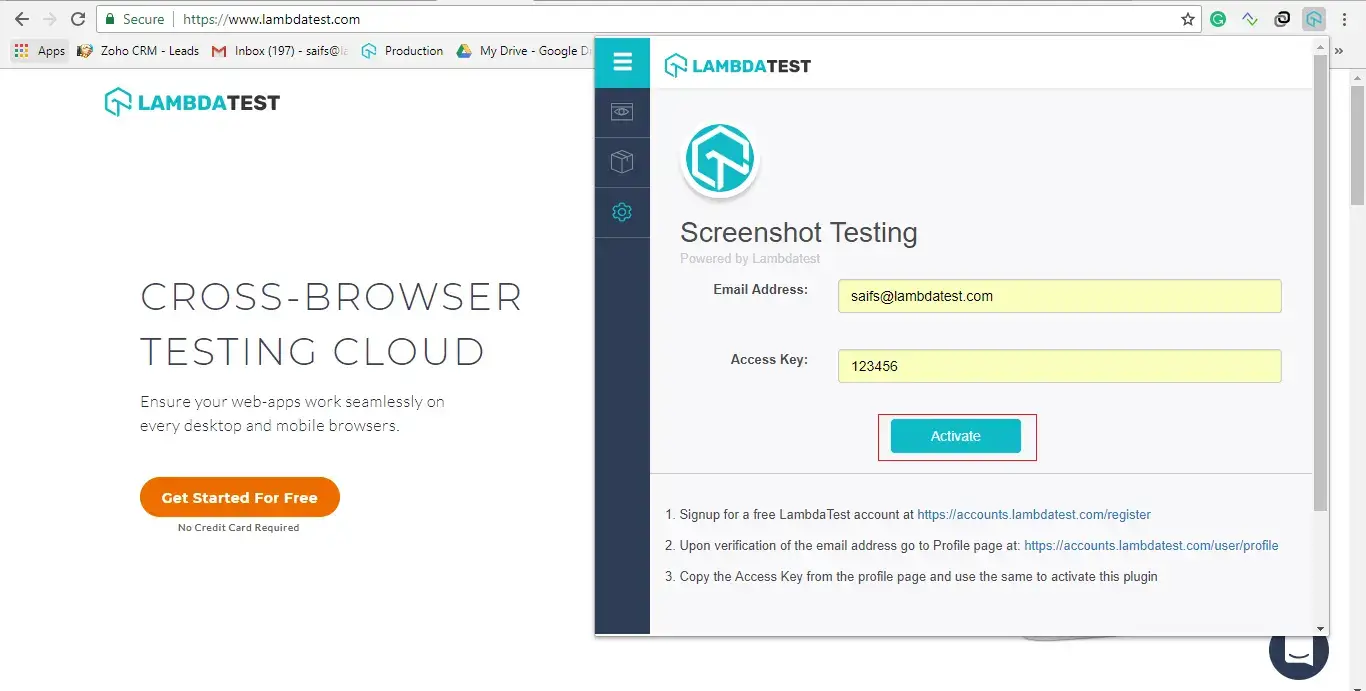 Secure | https://www.lambdatest.com
Apps Zoho CRM - Leads Inbox (197) - saifs@la Production My Drive - Google D »
LAMBDATEST
CROSS-BROWSER
TESTING CLOUD
Ensure your web-apps work seamlessly on
every desktop and mobile browsers.
Get Started For Free
No Credit Card Required
LAMBDATEST
Screenshot Testing
Powered by Lambdatest
Email Address: saifs@lambdatest.com
Access Key: 123456
Activate
1. Signup for a free LambdaTest account at https://accounts.lambdatest.com/register
2. Upon verification of the email address go to Profile page at: https://accounts.lambdatest.com/user/profile
3. Copy the Access Key from the profile page and use the same to activate this plugin